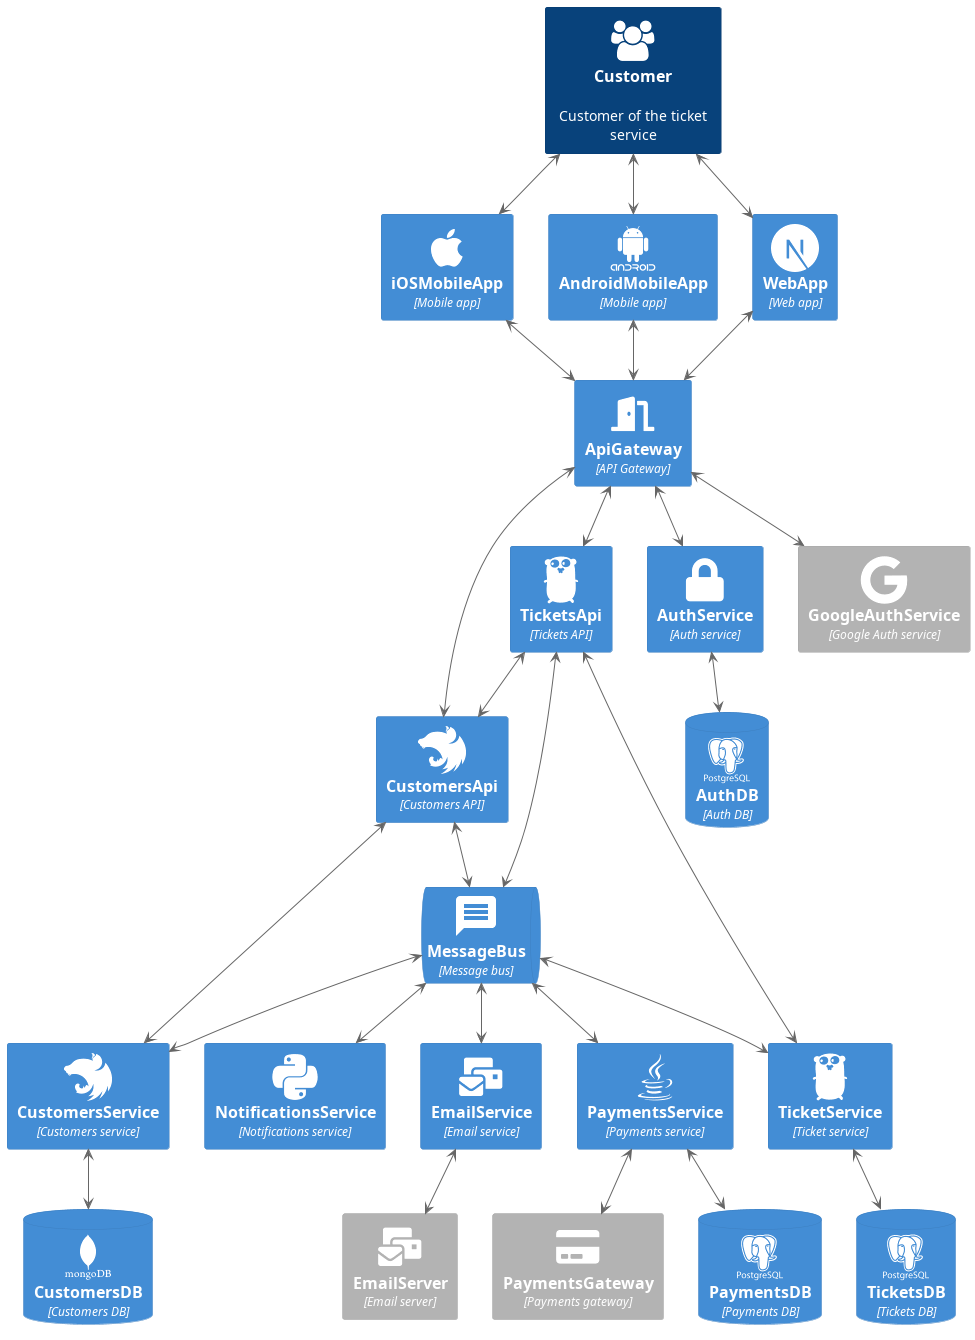 Customer
Customer of the ticket
service
iOSMobileApp
[Mobile app]
ANDROID
AndroidMobileApp
[Mobile app]
WebApp
[Web app]
ApiGateway
[API Gateway]
TicketsApi
[Tickets API]
AuthService
[Auth service]
GoogleAuthService
[Google Auth service]
CustomersApi
[Customers API]
PostgreSQL
AuthDB
[Auth DB]
MessageBus
[Message bus]
CustomersService
[Customers service]
NotificationsService
[Notifications service]
EmailService
[Email service]
PaymentsService
[Payments service]
TicketService
[Ticket service]
mongoDB
CustomersDB
[Customers DB]
EmailServer
[Email server]
PaymentsGateway
[Payments gateway]
PostgreSQL
PaymentsDB
[Payments DB]
PostgreSQL
TicketsDB
[Tickets DB]